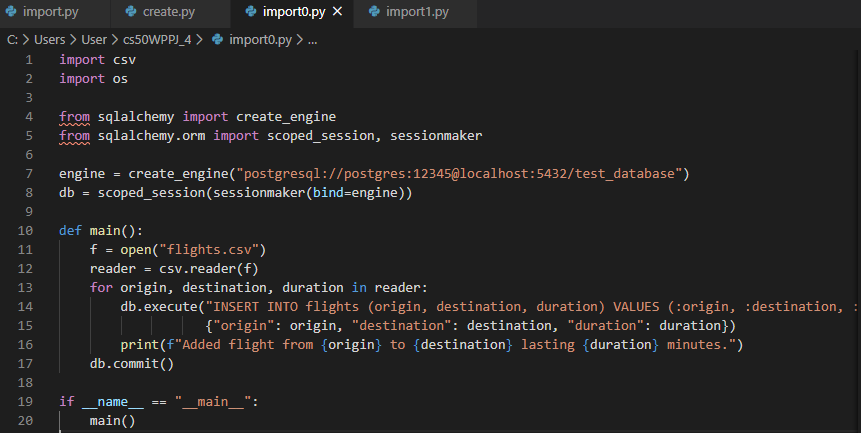 import.py create.py import0.py import1.py
C: > Users > User > cs50WPPJ_4 > import0.py > ...
1 import csv
2 import os
3
4 from sqlalchemy import create_engine
5 from sqlalchemy.orm import scoped_session, sessionmaker
6
7 engine = create_engine("postgresql://postgres:12345@localhost:5432/test_database")
8 db = scoped_session(sessionmaker(bind=engine))
9
10 def main():
11     f = open("flights.csv")
12     reader = csv.reader(f)
13     for origin, destination, duration in reader:
14         db.execute("INSERT INTO flights (origin, destination, duration) VALUES (:origin, :destination, :
15                    {"origin": origin, "destination": destination, "duration": duration})
16         print(f"Added flight from {origin} to {destination} lasting {duration} minutes.")
17     db.commit()
18
19 if __name__ == "__main__":
20     main()